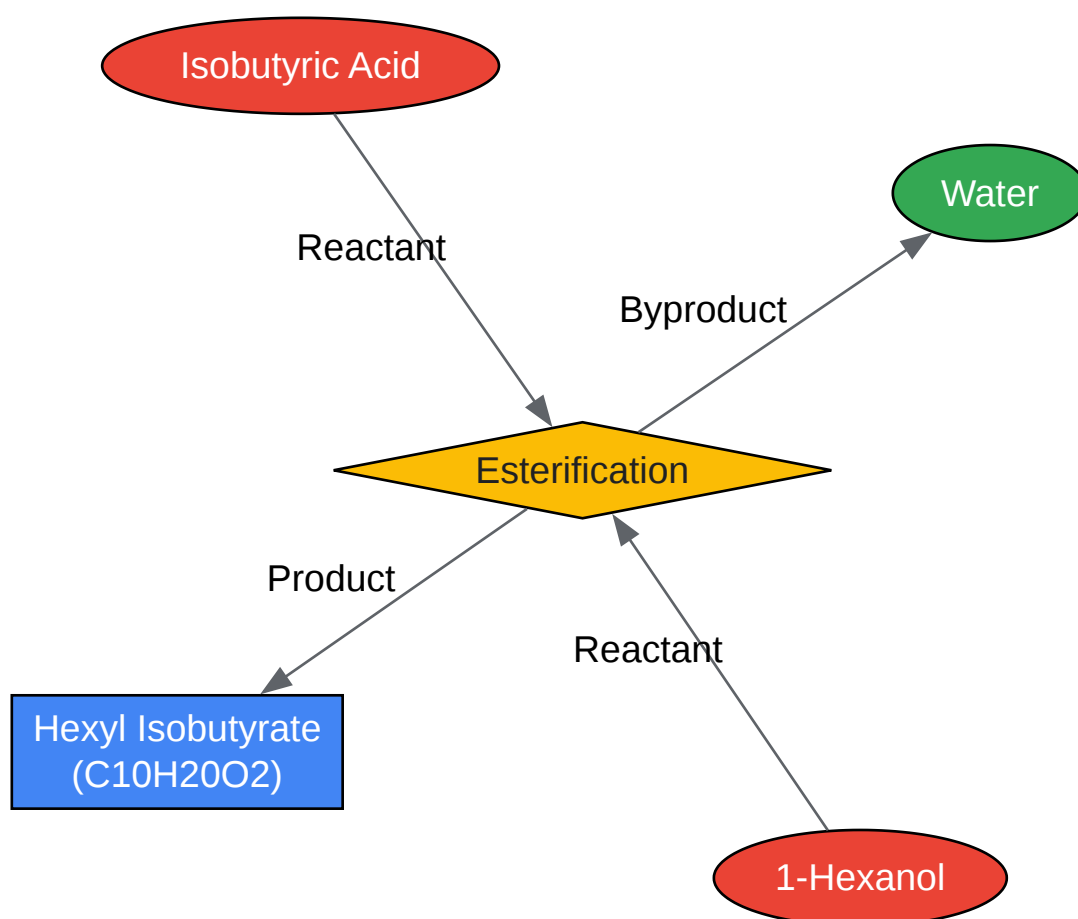 Isobutyric Acid
Water
Reactant
Byproduct
Esterification
Product
Reactant
Hexyl Isobutyrate
(C10H20O2)
1-Hexanol